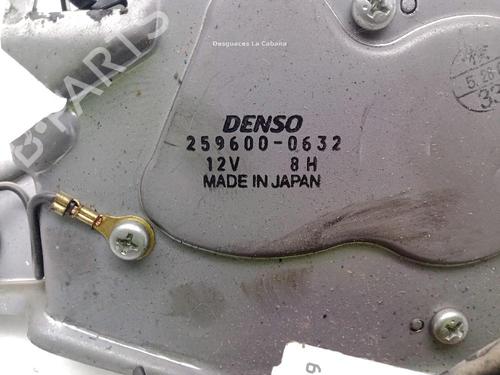 Desguaces La Cabaña
B-Parts
DENSO
259600-0632
12V 8H
MADE IN JAPAN